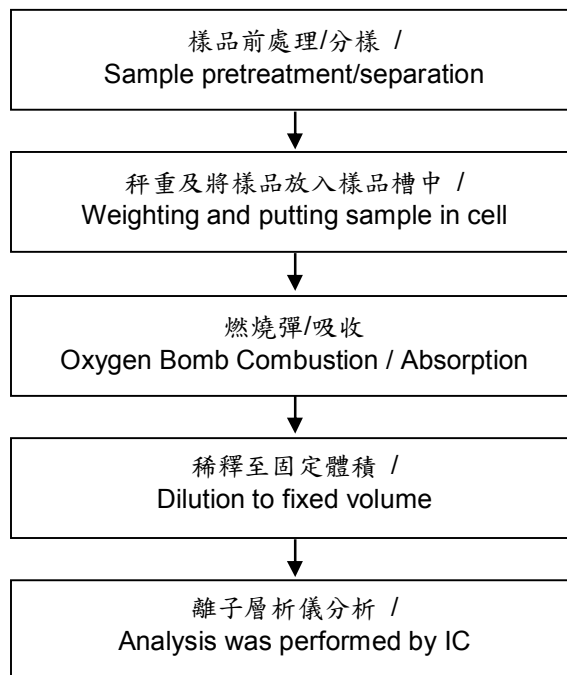 樣品前處理/分樣 /
Sample pretreatment/separation
秤重及將樣品放入樣品槽中 /
Weighting and putting sample in cell
燃燒彈/吸收
Oxygen Bomb Combustion / Absorption
稀釋至固定體積 /
Dilution to fixed volume
離子層析儀分析 /
Analysis was performed by IC